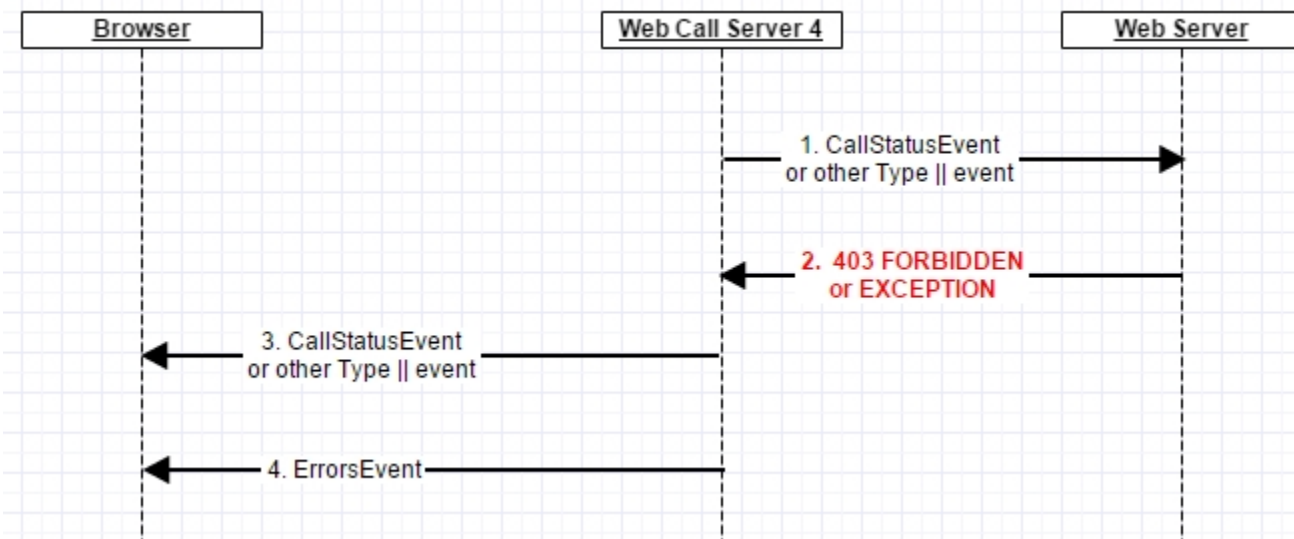 Browser
Web Call Server 4
Web Server
1. CallStatusEvent
or other Type || event
2. 403 FORBIDDEN
or EXCEPTION
3. CallStatusEvent
or other Type || event
4. ErrorsEvent